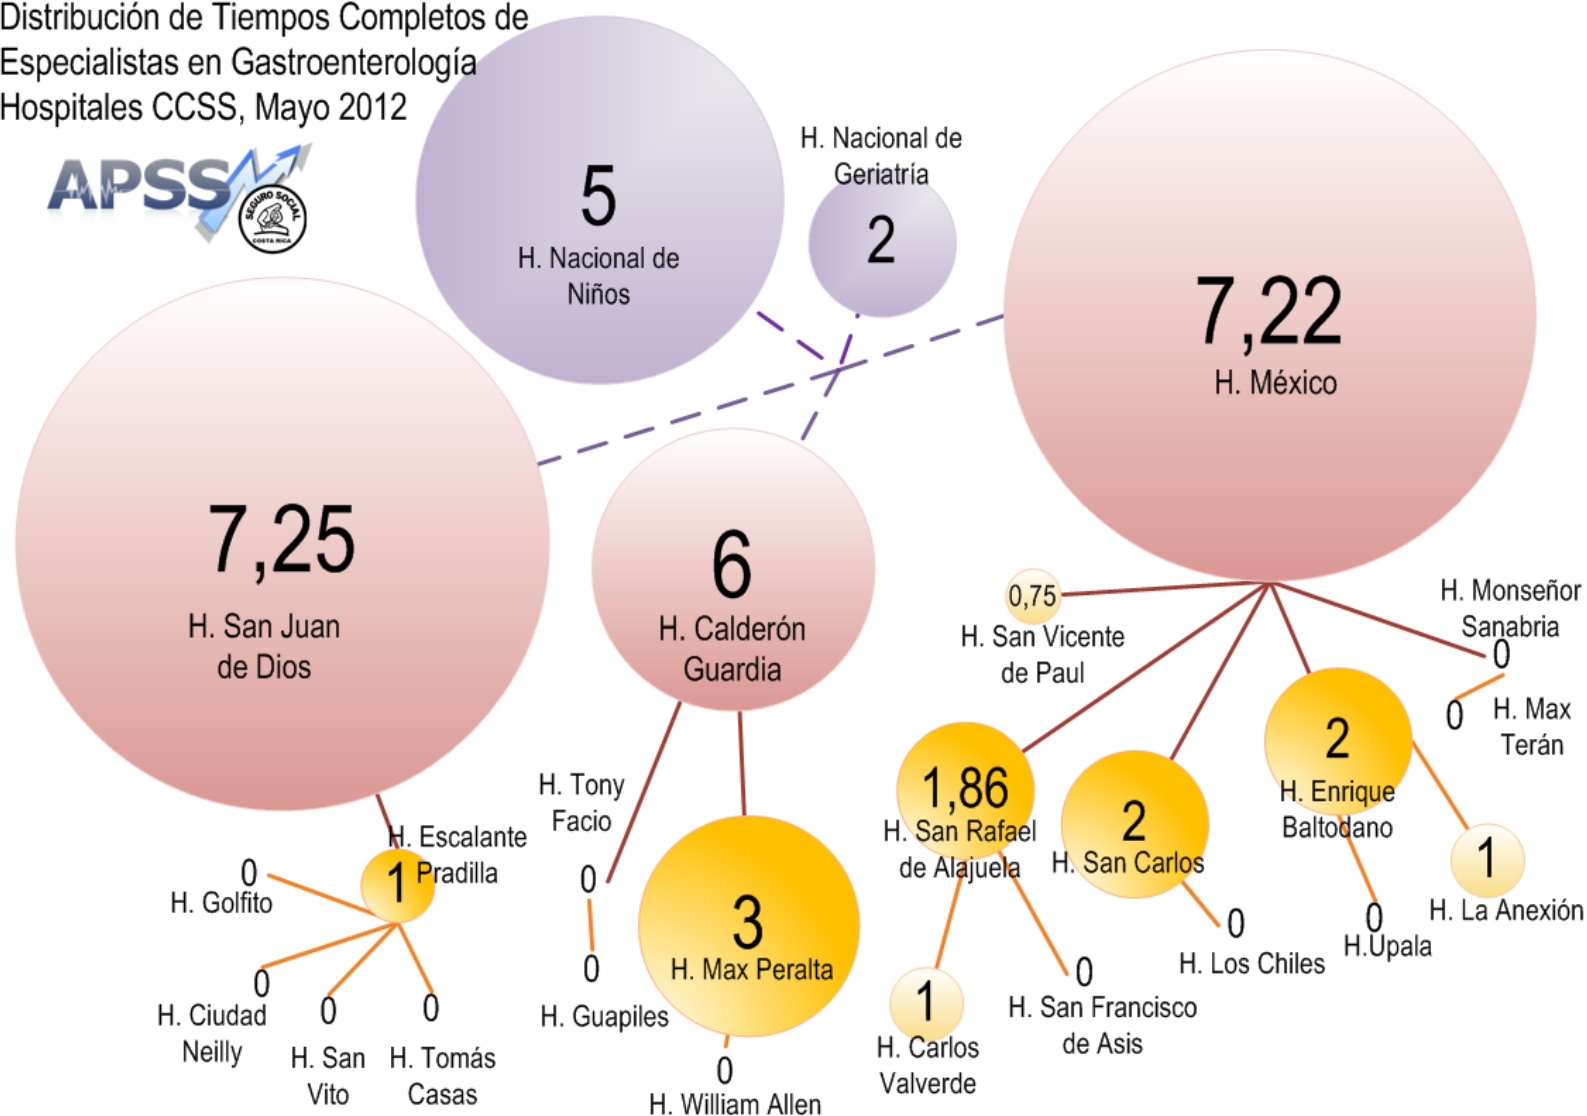 Distribución de Tiempos Completos de
Especialistas en Gastroenterología
Hospitales CCSS, Mayo 2012
APSS
SEGURO SOCIAL
COSTA RICA
5
H. Nacional de
Niños
H. Nacional de
Geriatría
2
7,22
H. México
7,25
H. San Juan
de Dios
6
H. Calderón
Guardia
0,75
H. San Vicente
de Paul
H. Monseñor
Sanabria
0
0
H. Max
Terán
H. Escalante
Pradilla
1
0
H. Golfito
0
H. Ciudad
Neilly
0
H. San
Vito
0
H. Tomás
Casas
H. Tony
Facio
0
0
H. Guapiles
3
H. Max Peralta
0
H. William Allen
1,86
H. San Rafael
de Alajuela
1
H. Carlos
Valverde
0
H. San Francisco
de Asis
2
H. San Carlos
0
H. Los Chiles
2
H. Enrique
Baltodano
0
H.Upala
1
H. La Anexión